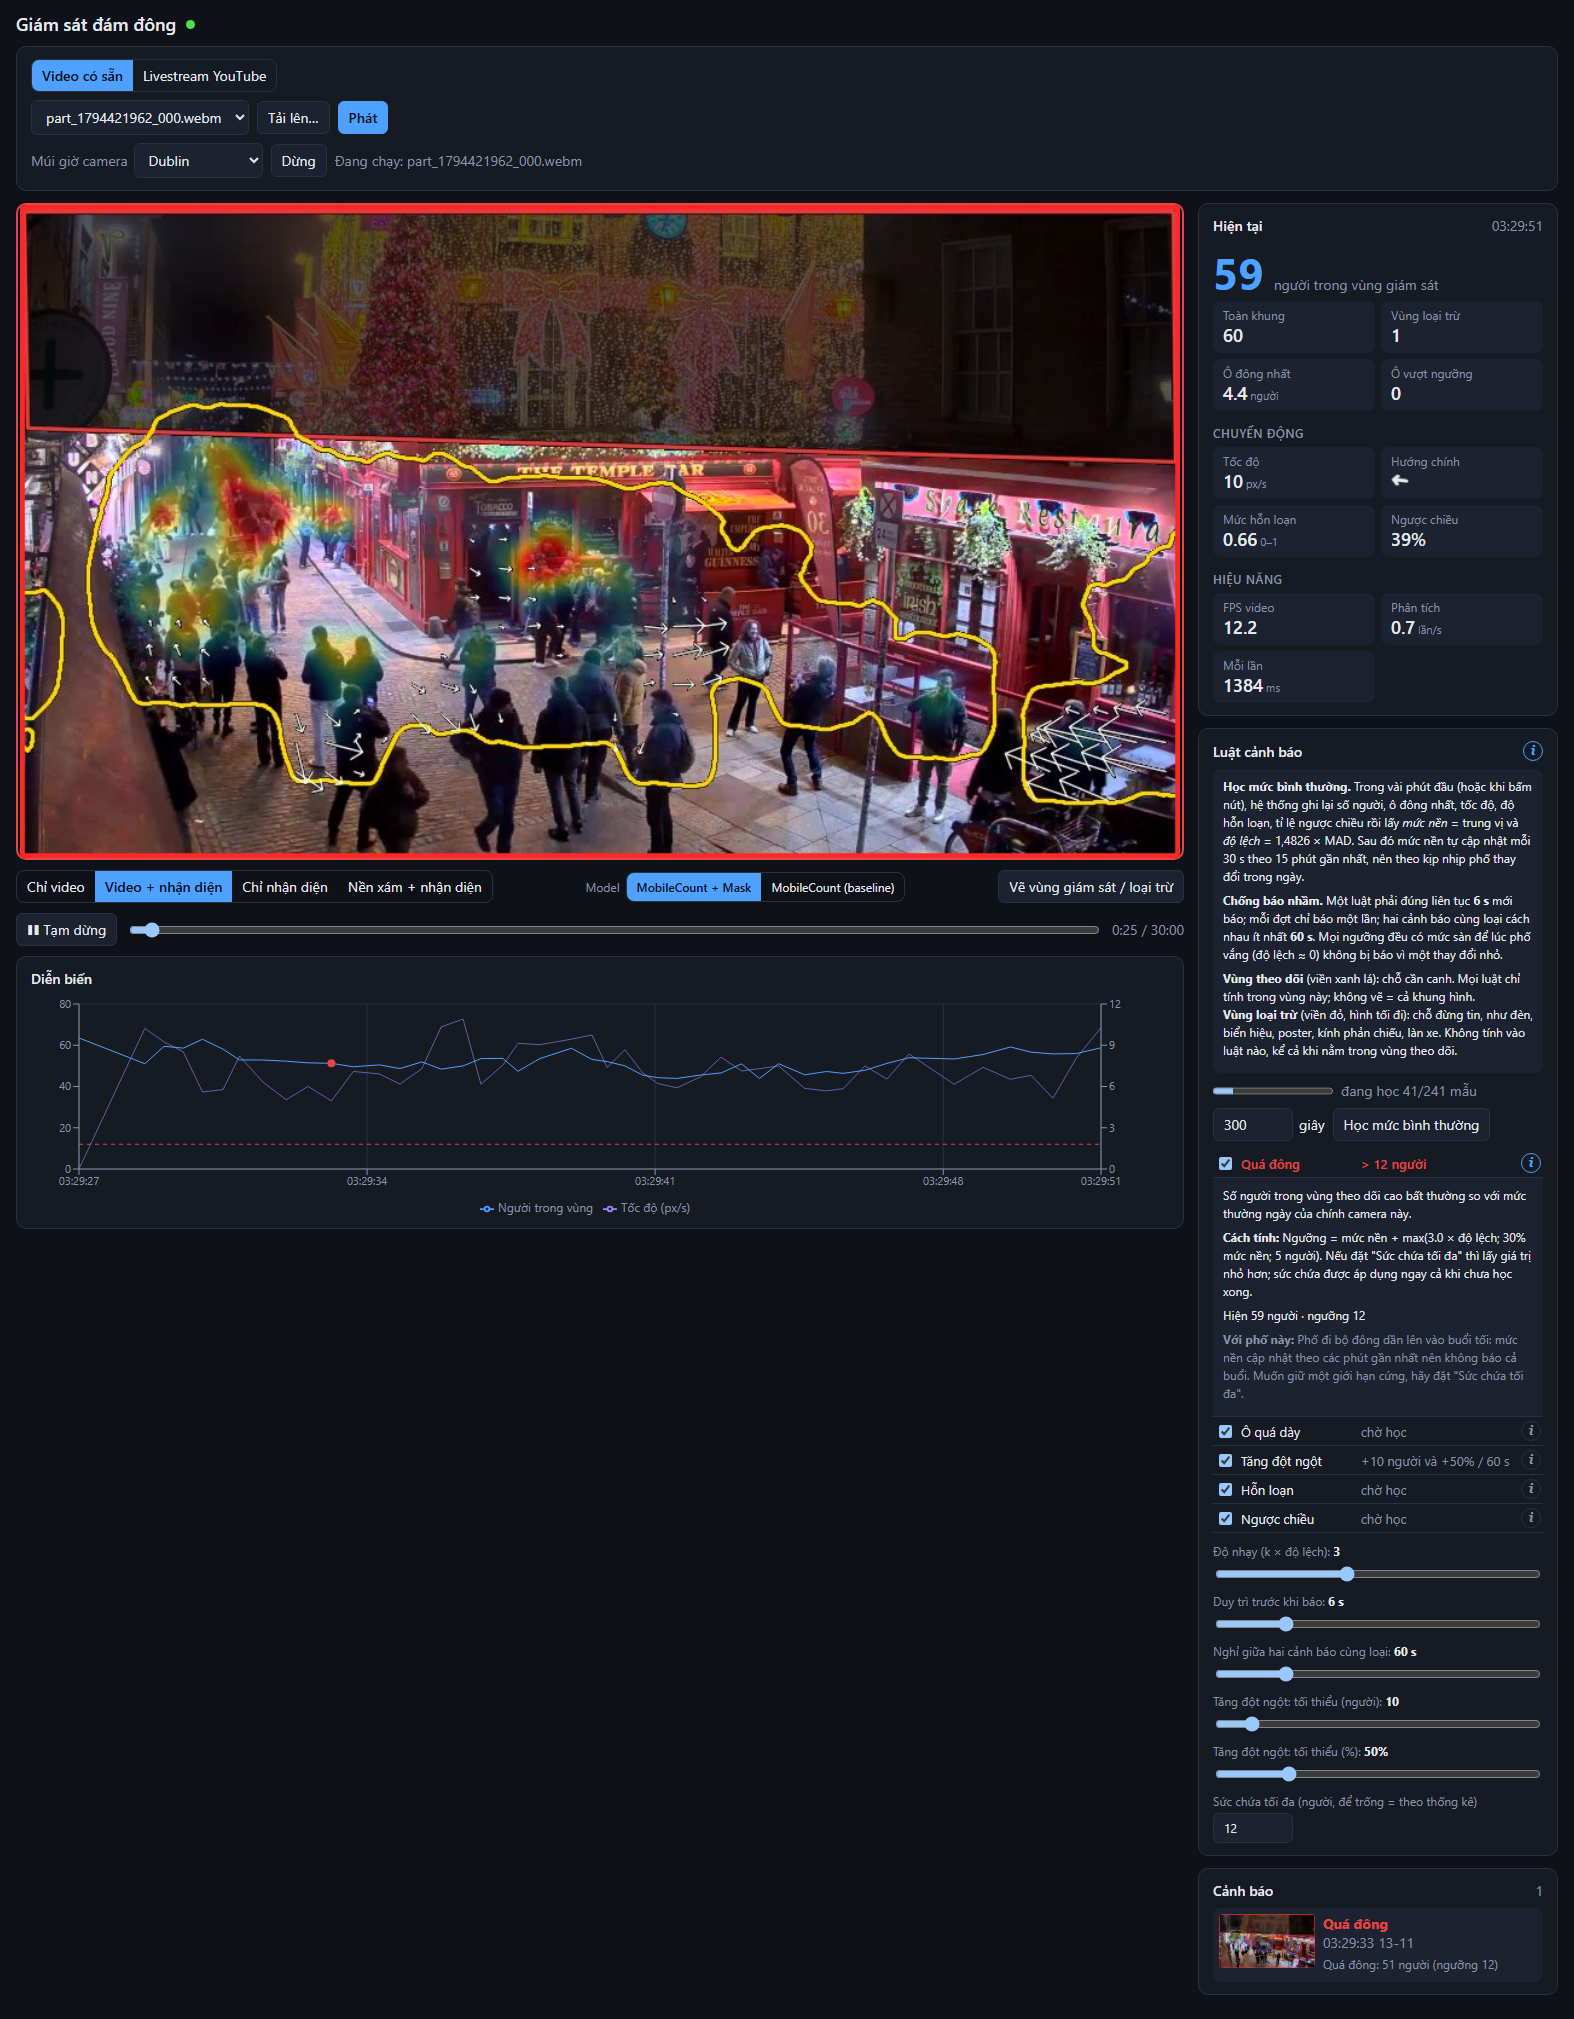 Giám sát đám đông
Video có sẵn
Livestream YouTube
part_1794421962_000.webm
Tải lên...
Phát
Múi giờ camera
Dublin
Dừng
Đang chạy: part_1794421962_000.webm
THE TEMPLE BAR
TOBACCO
GUINNESS
IRISH
Chỉ video
Video + nhận diện
Chỉ nhận diện
Nền xám + nhận diện
Model
MobileCount + Mask
MobileCount (baseline)
Vẽ vùng giám sát / loại trừ
Tạm dừng
0:25 / 30:00
Diễn biến
80
60
40
20
0
12
9
6
3
0
03:29:27
03:29:34
03:29:41
03:29:48
03:29:51
Người trong vùng
Tốc độ (px/s)
Hiện tại
03:29:51
59 người trong vùng giám sát
Toàn khung
60
Vùng loại trừ
1
Ô đông nhất
4.4 người
Ô vượt ngưỡng
0
CHUYỂN ĐỘNG
Tốc độ
10 px/s
Hướng chính
Mức hỗn loạn
0.66 0–1
Ngược chiều
39%
HIỆU NĂNG
FPS video
12.2
Phân tích
0.7 lần/s
Mỗi lần
1384 ms
Luật cảnh báo
i
Học mức bình thường. Trong vài phút đầu (hoặc khi bấm
nút), hệ thống ghi lại số người, ô đông nhất, tốc độ, độ
hỗn loạn, tỉ lệ ngược chiều rồi lấy mức nền = trung vị và
độ lệch = 1,4826 × MAD. Sau đó mức nền tự cập nhật mỗi
30 s theo 15 phút gần nhất, nên theo kịp nhịp phố thay
đổi trong ngày.
Chống báo nhầm. Một luật phải đúng liên tục 6 s mới
báo; mỗi đợt chỉ báo một lần; hai cảnh báo cùng loại cách
nhau ít nhất 60 s. Mọi ngưỡng đều có mức sàn để lúc phố
vắng (độ lệch ≈ 0) không bị báo vì một thay đổi nhỏ.
Vùng theo dõi (viền xanh lá): chỗ cần canh. Mọi luật chỉ
tính trong vùng này; không vẽ = cả khung hình.
Vùng loại trừ (viền đỏ, hình tối đi): chỗ đừng tin, như đèn,
biển hiệu, poster, kính phản chiếu, làn xe. Không tính vào
luật nào, kể cả khi nằm trong vùng theo dõi.
đang học 41/241 mẫu
300
giây
Học mức bình thường
Quá đông
> 12 người
i
Số người trong vùng theo dõi cao bất thường so với mức
thường ngày của chính camera này.
Cách tính: Ngưỡng = mức nền + max(3.0 × độ lệch; 30%
mức nền; 5 người). Nếu đặt "Sức chứa tối đa" thì lấy giá trị
nhỏ hơn; sức chứa được áp dụng ngay cả khi chưa học
xong.
Hiện 59 người · ngưỡng 12
Với phố này: Phố đi bộ đông dần lên vào buổi tối: mức
nền cập nhật theo các phút gần nhất nên không báo cả
buổi. Muốn giữ một giới hạn cứng, hãy đặt "Sức chứa tối
đa".
Ô quá dày
chờ học
i
Tăng đột ngột
+10 người và +50% / 60 s
i
Hỗn loạn
chờ học
i
Ngược chiều
chờ học
i
Độ nhạy (k × độ lệch): 3
Duy trì trước khi báo: 6 s
Nghỉ giữa hai cảnh báo cùng loại: 60 s
Tăng đột ngột: tối thiểu (người): 10
Tăng đột ngột: tối thiểu (%): 50%
Sức chứa tối đa (người, để trống = theo thống kê)
12
Cảnh báo
1
Quá đông
03:29:33 13-11
Quá đông: 51 người (ngưỡng 12)